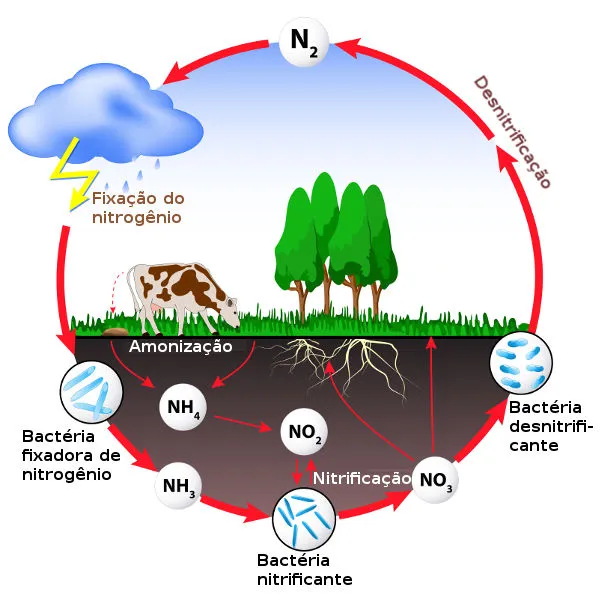 N2
Desnitrificação
Fixação do
nitrogênio
Amonização
NH4
NO2
Bactéria
fixadora de
nitrogênio
NH3
Nitrificação
NO3
Bactéria
desnitrifi-
cante
Bactéria
nitrificante